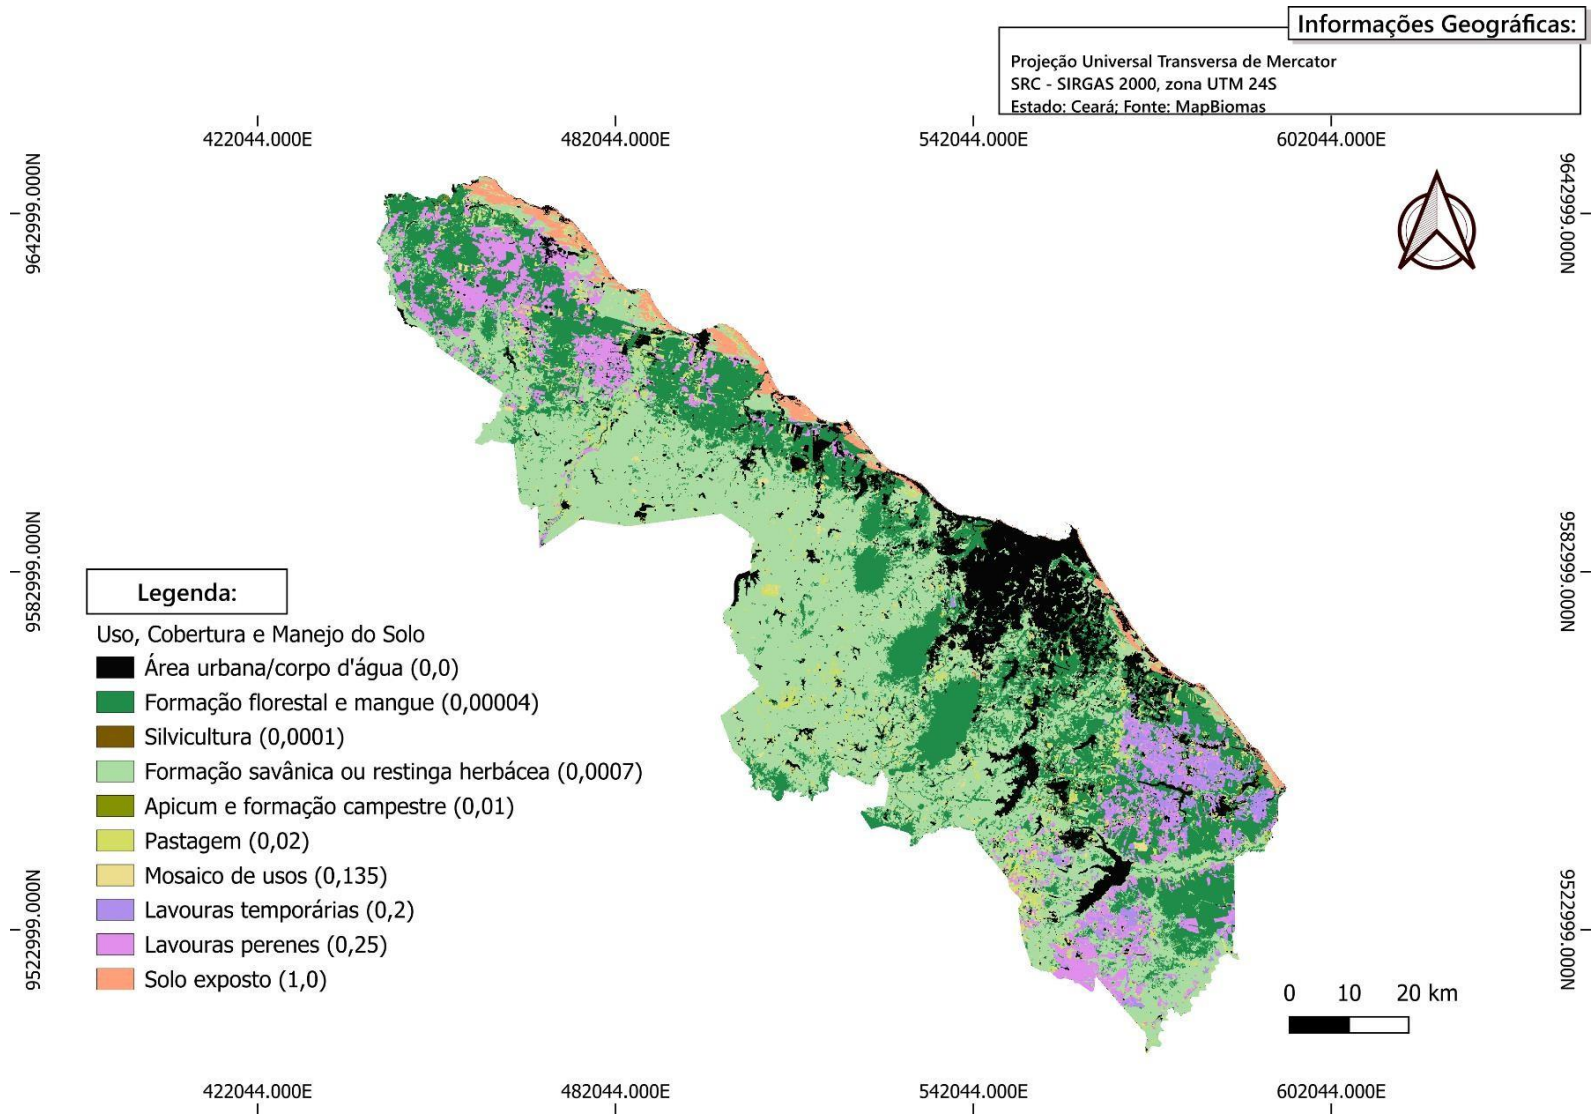 Informações Geográficas:
Projeção Universal Transversa de Mercator
SRC - SIRGAS 2000, zona UTM 24S
Estado: Ceará; Fonte: MapBiomas
422044.000E
482044.000E
542044.000E
602044.000E
9642999.000N
9642999.000N
9582999.000N
9582999.000N
Legenda:
Uso, Cobertura e Manejo do Solo
Área urbana/corpo d'água (0,0)
Formação florestal e mangue (0,00004)
Silvicultura (0,0001)
Formação savânica ou restinga herbácea (0,0007)
Apicum e formação campestre (0,01)
Pastagem (0,02)
Mosaico de usos (0,135)
Lavouras temporárias (0,2)
Lavouras perenes (0,25)
Solo exposto (1,0)
9522999.000N
9522999.000N
0 10 20 km
422044.000E
482044.000E
542044.000E
602044.000E